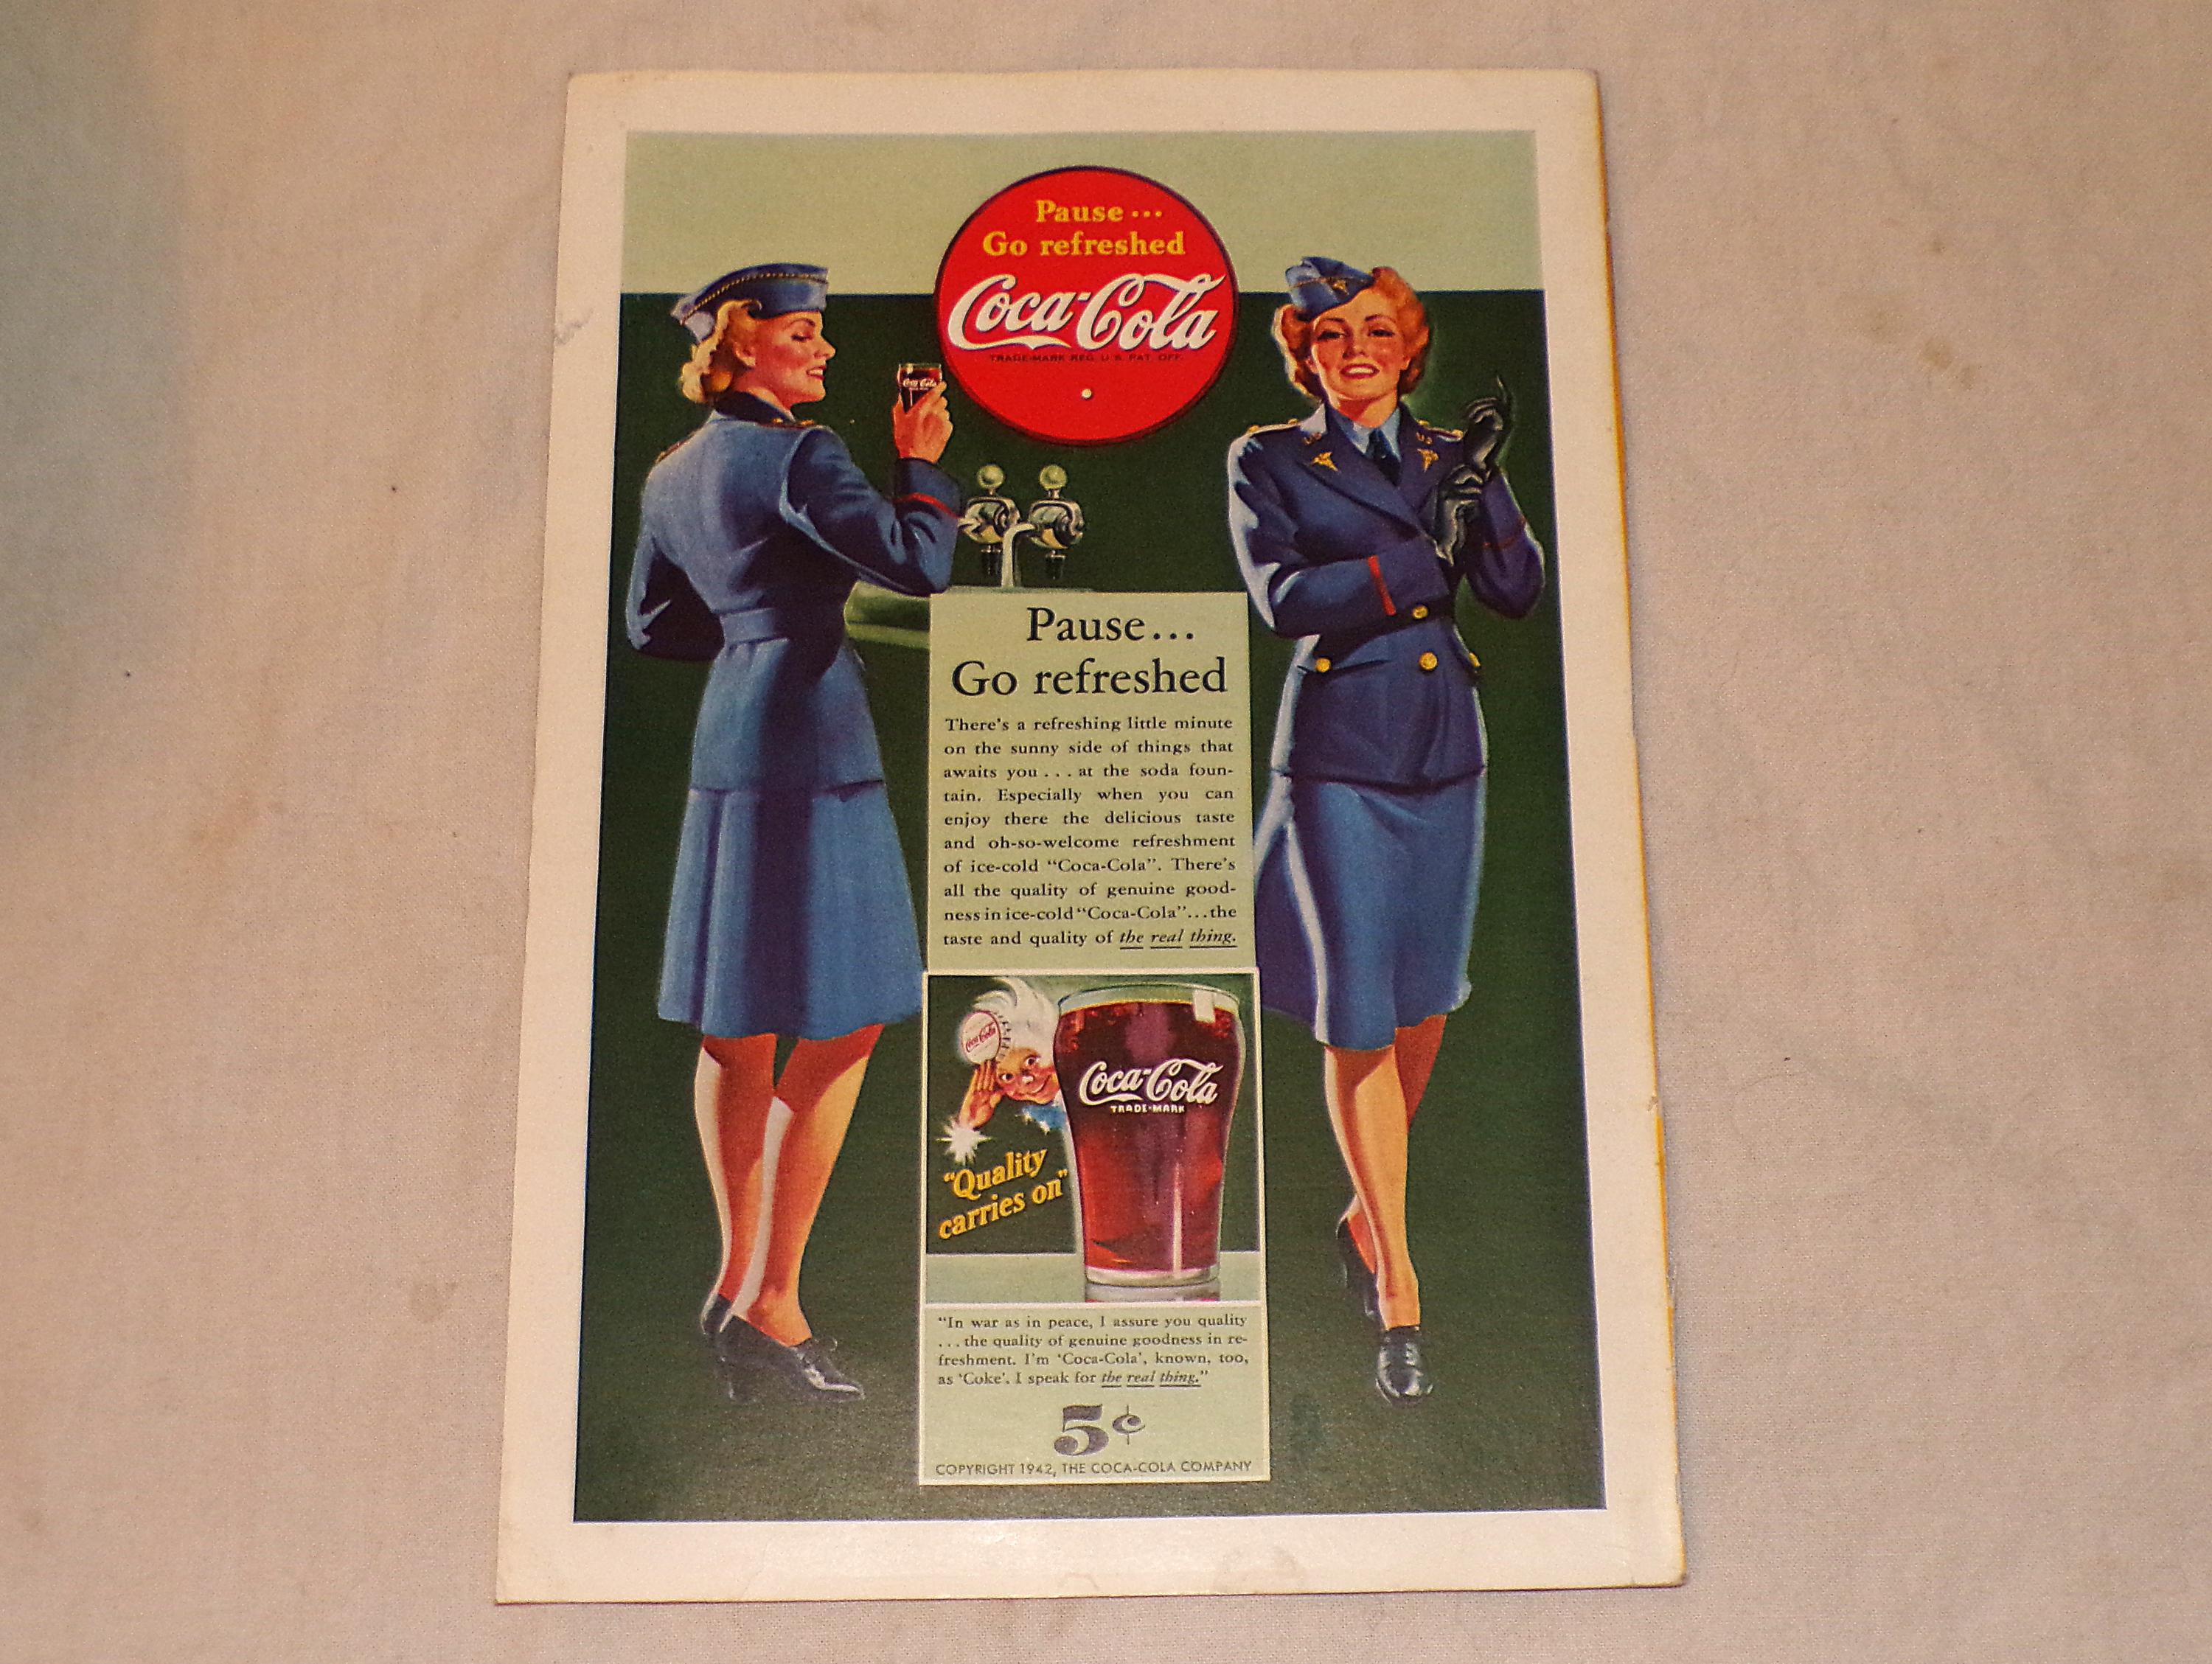 Pause...
Go refreshed
Coca-Cola
TRADE-MARK REG. U.S. PAT. OFF.
Coca-Cola
U.S.
Pause...
Go refreshed
There's a refreshing little minute
on the sunny side of things that
awaits you... at the soda foun-
tain. Especially when you can
enjoy there the delicious taste
and oh-so-welcome refreshment
of ice-cold "Coca-Cola". There's
all the quality of genuine good-
ness in ice-cold "Coca-Cola"...the
taste and quality of the real thing.
Coca-Cola
Coca-Cola
TRADE-MARK
"Quality
carries on"
"In war as in peace, I assure you quality
...the quality of genuine goodness in re-
freshment. I'm 'Coca-Cola', known, too,
as 'Coke'. I speak for the real thing."
5¢
COPYRIGHT 1942, THE COCA-COLA COMPANY